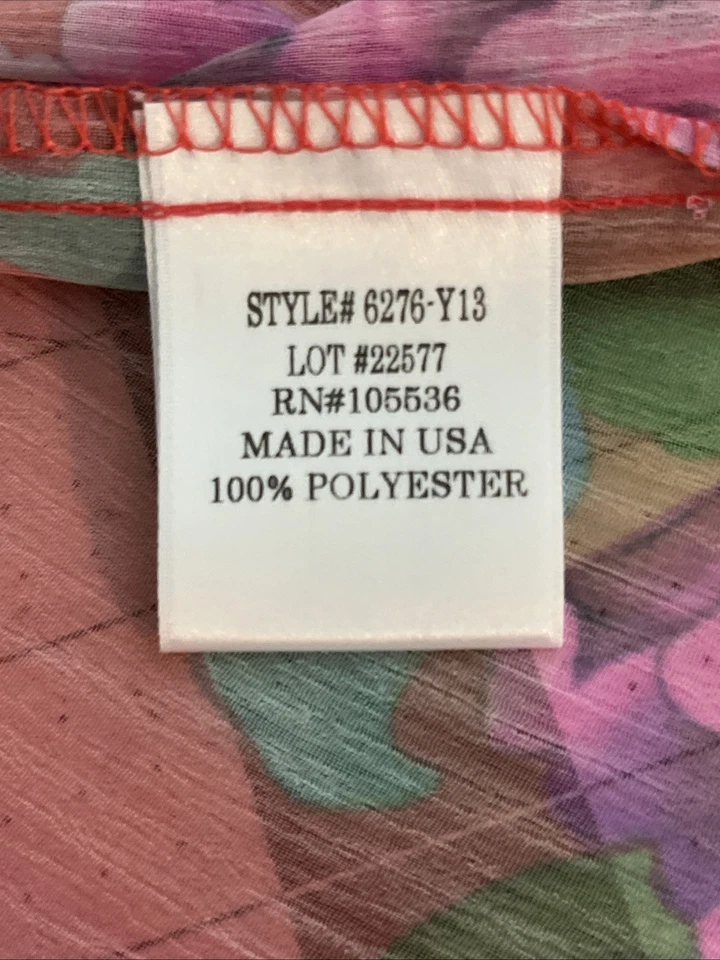 STYLE# 6276-Y13
LOT #22577
RN#105536
MADE IN USA
100% POLYESTER